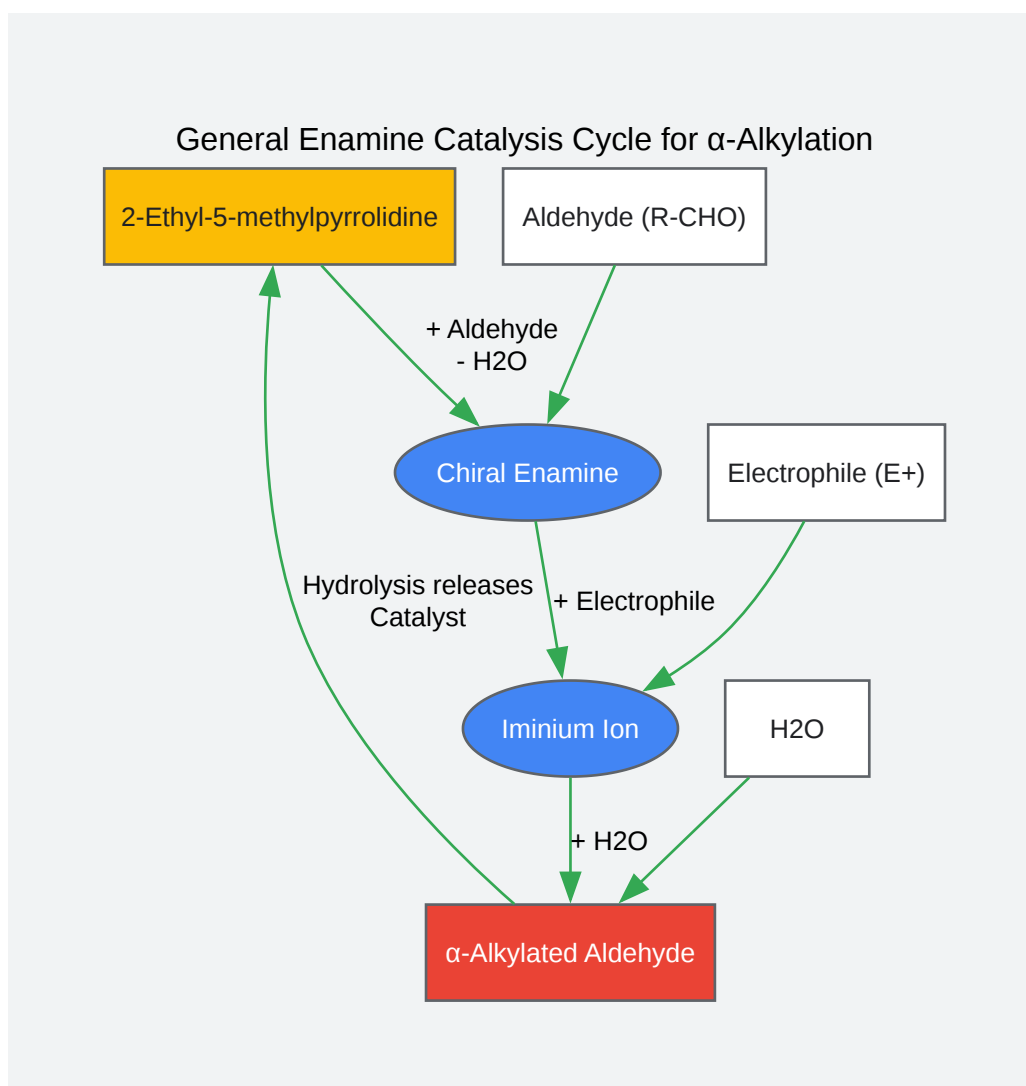 General Enamine Catalysis Cycle for α-Alkylation
2-Ethyl-5-methylpyrrolidine
Aldehyde (R-CHO)
+ Aldehyde
- H2O
Chiral Enamine
Electrophile (E+)
Hydrolysis releases
Catalyst
+ Electrophile
Iminium Ion
H2O
+ H2O
α-Alkylated Aldehyde